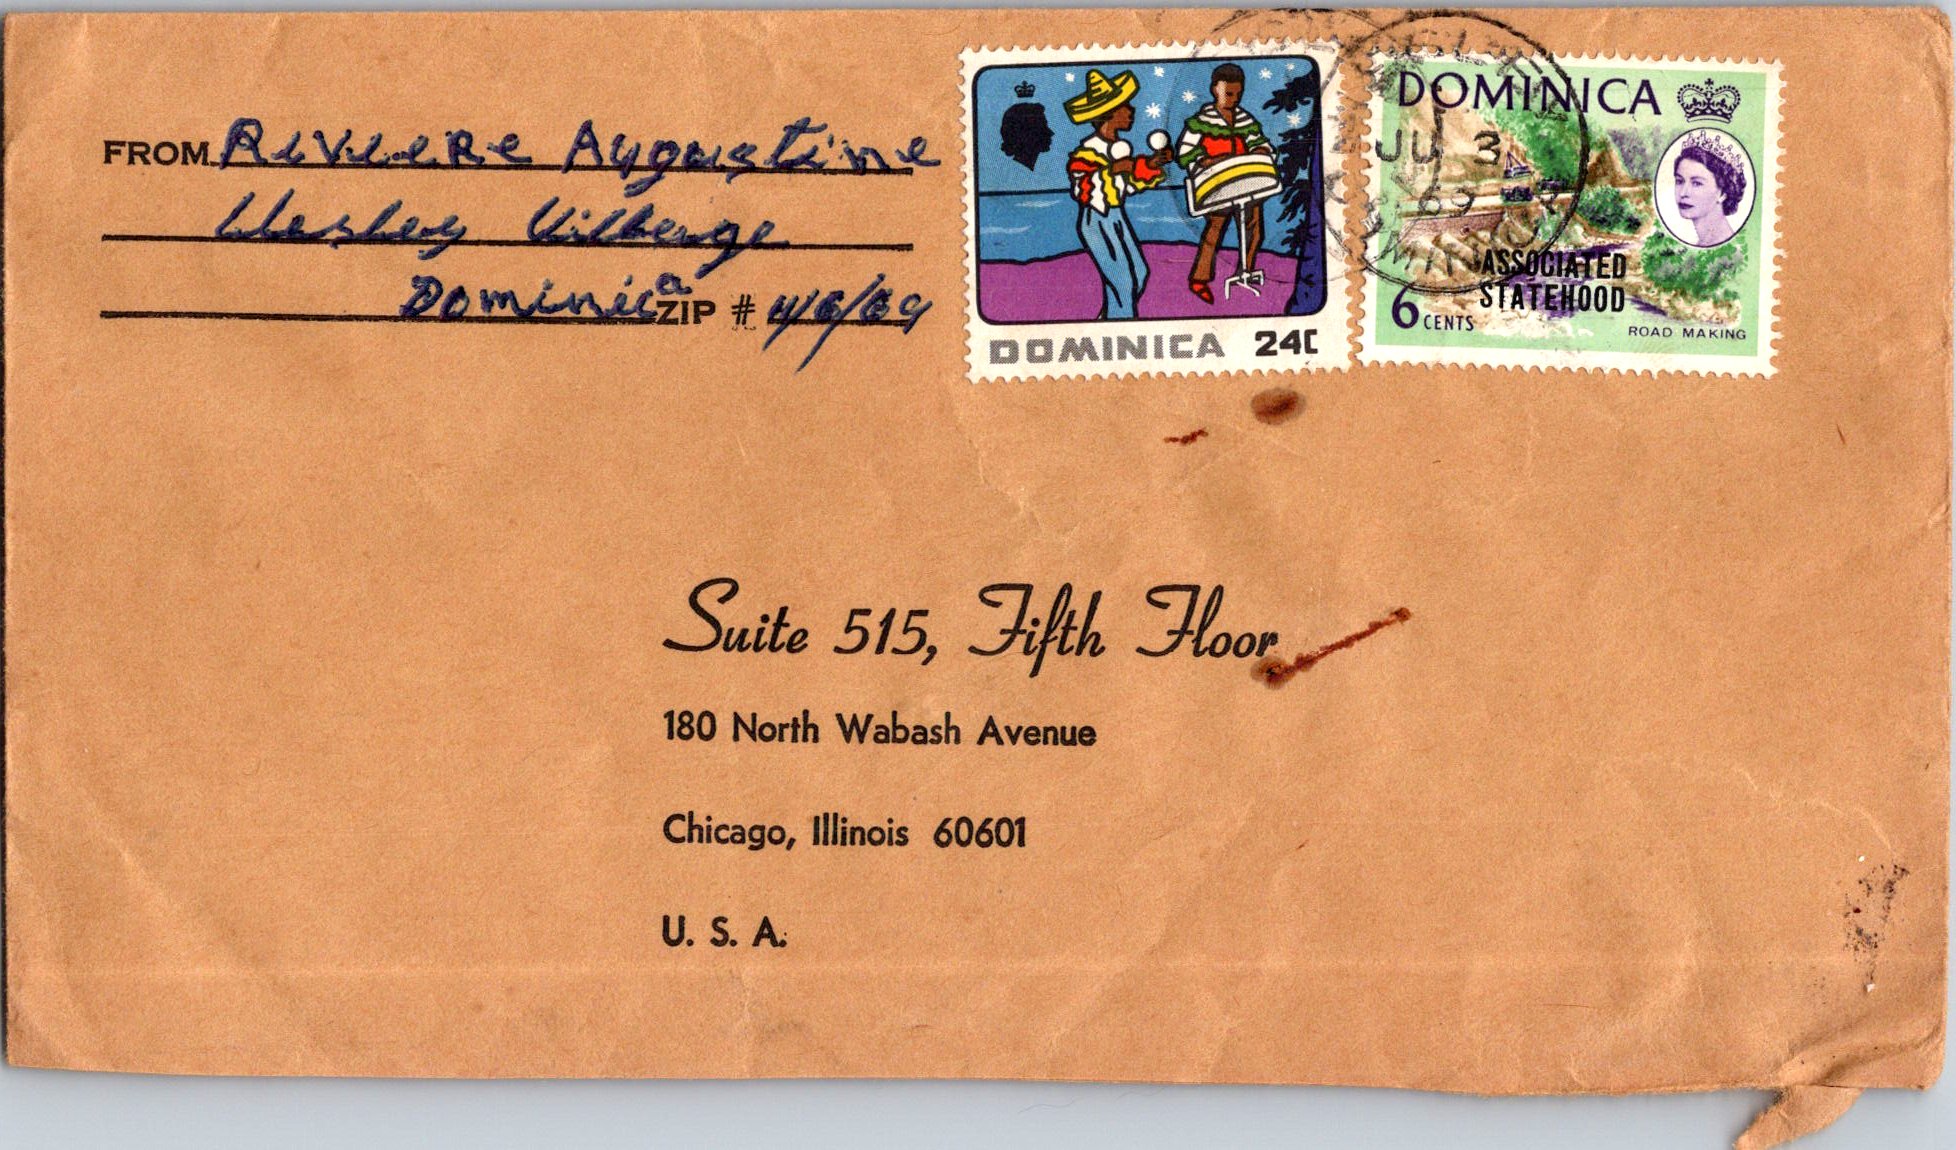 FROM Riviere Augustine
Wesley Village
Dominica ZIP # 4/6/69
DOMINICA 24C
DOMINICA
6 CENTS
ROAD MAKING
ASSOCIATED
STATEHOOD
JU 3
69
Suite 515, Fifth Floor
180 North Wabash Avenue
Chicago, Illinois 60601
U. S. A.